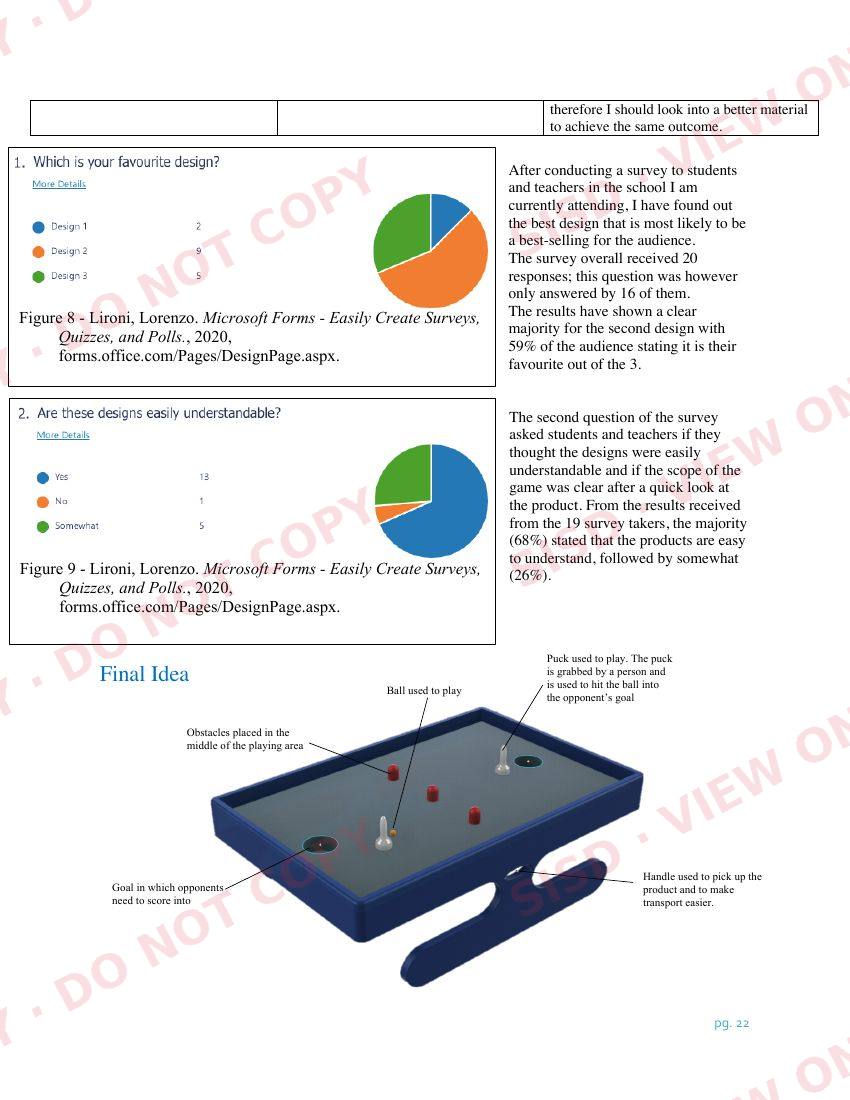 therefore I should look into a better material
to achieve the same outcome.
1. Which is your favourite design?
More Details
Design 1 2
Design 2 9
Design 3 5
Figure 8 - Lironi, Lorenzo. Microsoft Forms - Easily Create Surveys,
Quizzes, and Polls., 2020,
forms.office.com/Pages/DesignPage.aspx.
After conducting a survey to students
and teachers in the school I am
currently attending, I have found out
the best design that is most likely to be
a best-selling for the audience.
The survey overall received 20
responses; this question was however
only answered by 16 of them.
The results have shown a clear
majority for the second design with
59% of the audience stating it is their
favourite out of the 3.
2. Are these designs easily understandable?
More Details
Yes 13
No 1
Somewhat 5
Figure 9 - Lironi, Lorenzo. Microsoft Forms - Easily Create Surveys,
Quizzes, and Polls., 2020,
forms.office.com/Pages/DesignPage.aspx.
The second question of the survey
asked students and teachers if they
thought the designs were easily
understandable and if the scope of the
game was clear after a quick look at
the product. From the results received
from the 19 survey takers, the majority
(68%) stated that the products are easy
to understand, followed by somewhat
(26%).
Final Idea
Puck used to play. The puck
is grabbed by a person and
is used to hit the ball into
the opponent's goal
Ball used to play
Obstacles placed in the
middle of the playing area
Goal in which opponents
need to score into
Handle used to pick up the
product and to make
transport easier.
pg. 22
Y · DO NOT COPY
SISD · VIEW ON
Y · DO NOT COPY
SISD · VIEW ON
Y · DO NOT COPY
SISD · VIEW ON